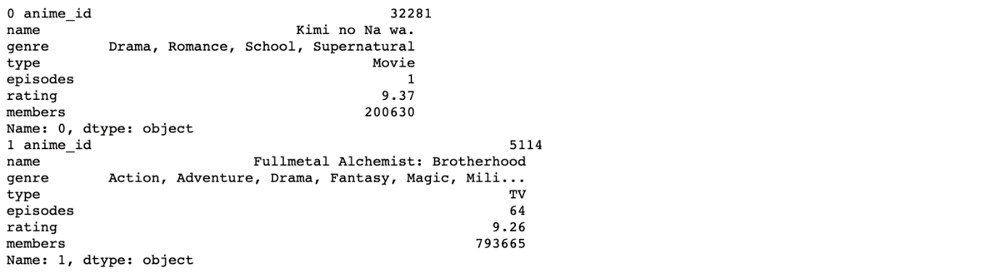 0 anime_id                                   32281
name                              Kimi no Na wa.
genre       Drama, Romance, School, Supernatural
type                                       Movie
episodes                                       1
rating                                      9.37
members                                   200630
Name: 0, dtype: object
1 anime_id                                                 5114
name                         Fullmetal Alchemist: Brotherhood
genre       Action, Adventure, Drama, Fantasy, Magic, Mili...
type                                                       TV
episodes                                                   64
rating                                                   9.26
members                                                793665
Name: 1, dtype: object